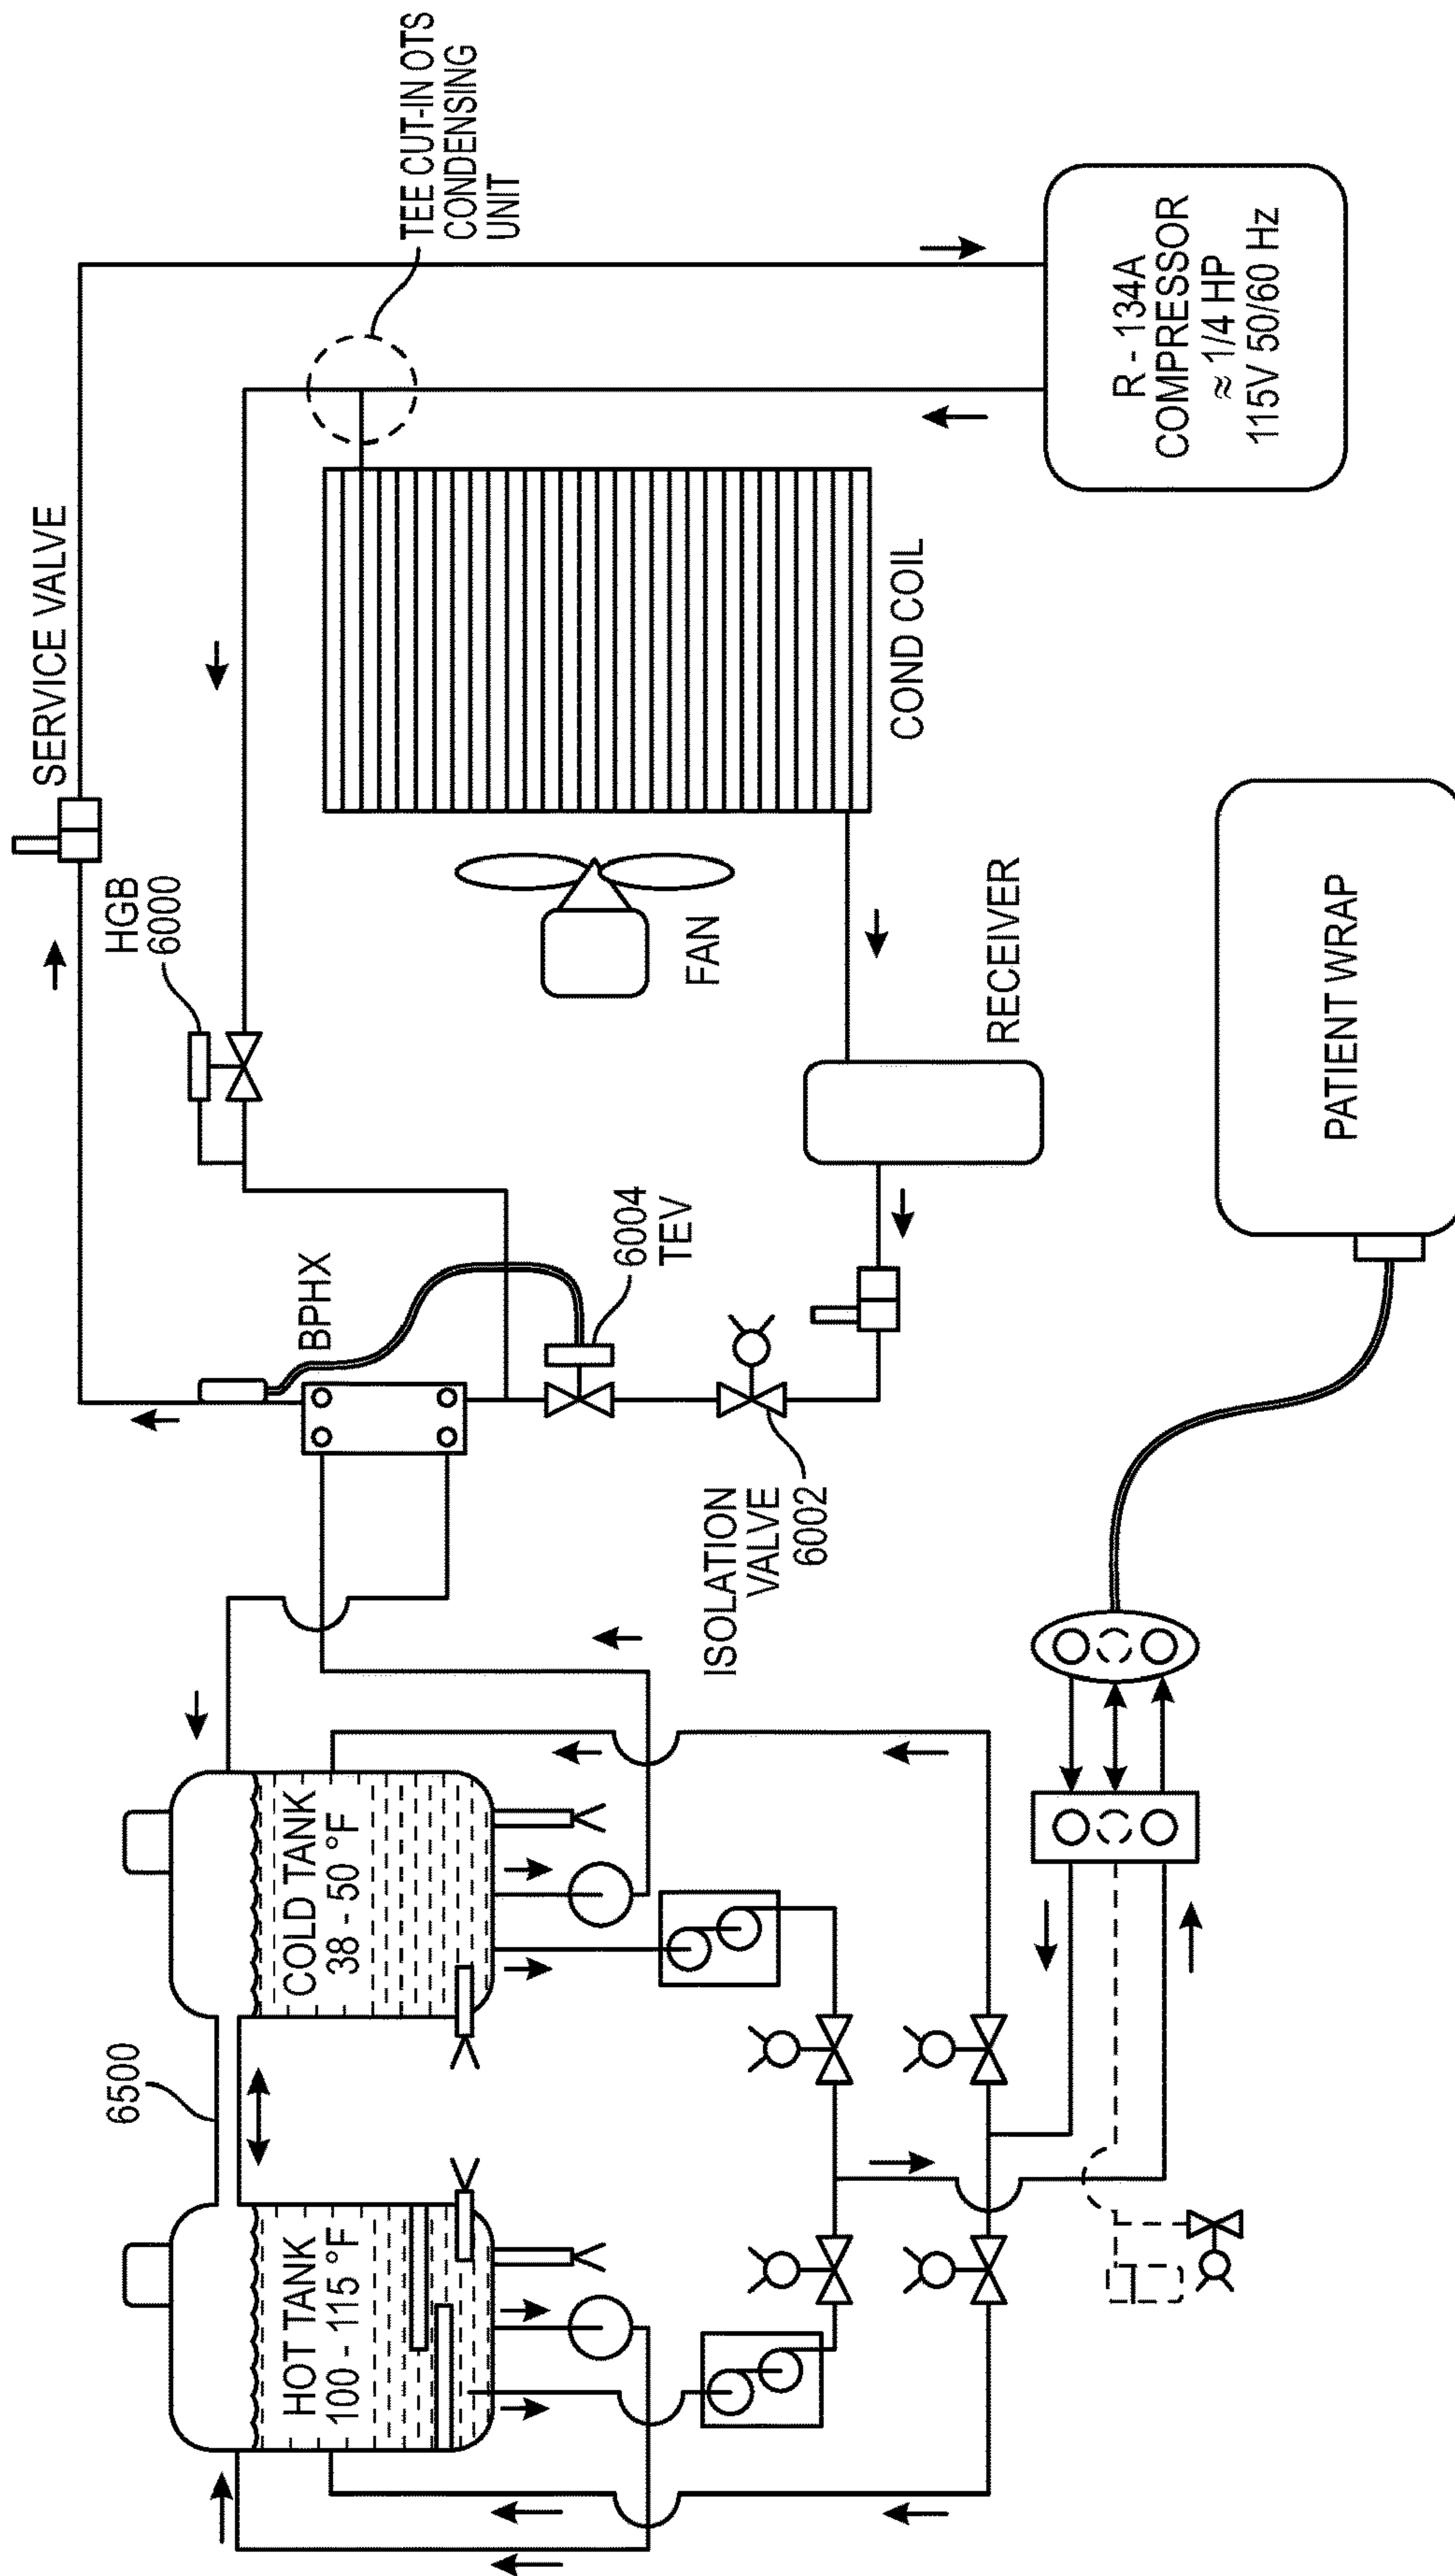 6500
HOT TANK
100 - 115 °F
COLD TANK
38 - 50 °F
BPHX
HGB
6000
SERVICE VALVE
TEE CUT-IN OTS
CONDENSING
UNIT
6004
TEV
ISOLATION
VALVE
6002
FAN
COND COIL
RECEIVER
R - 134A
COMPRESSOR
≈ 1/4 HP
115V 50/60 Hz
PATIENT WRAP